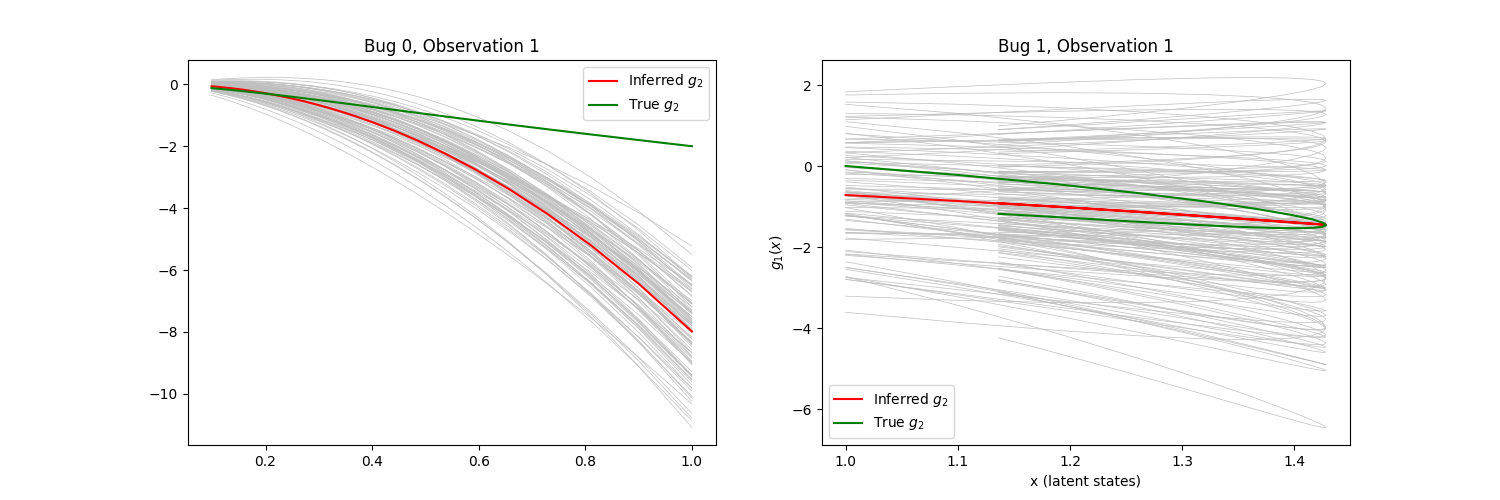 Bug 0, Observation 1
Inferred g₂
True g₂
0
−2
−4
−6
−8
−10
0.2
0.4
0.6
0.8
1.0
Bug 1, Observation 1
g₁(x)
2
0
−2
−4
−6
Inferred g₂
True g₂
1.0
1.1
1.2
1.3
1.4
x (latent states)